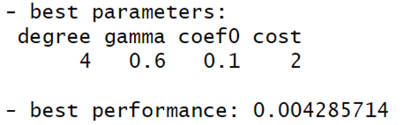 - best parameters:
degree gamma coef0 cost
4 0.6 0.1 2
- best performance: 0.004285714